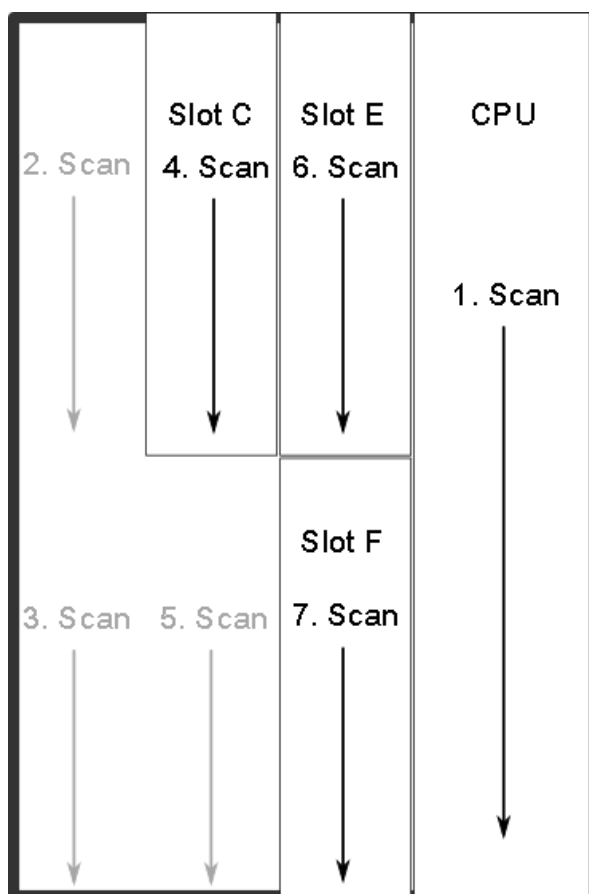 Slot C
Slot E
CPU
2. Scan
4. Scan
6. Scan
1. Scan
Slot F
3. Scan
5. Scan
7. Scan